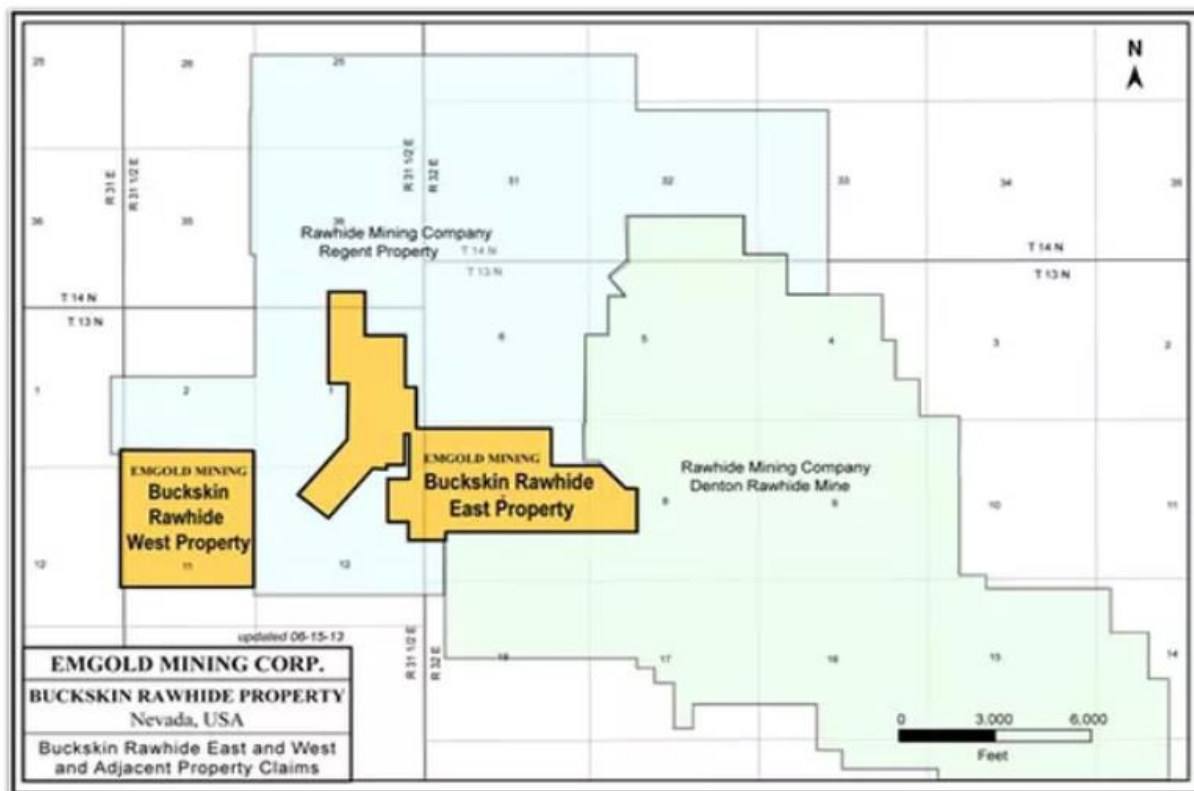 N
25
26
25
R 31 E
R 31 1/2 E
R 31 1/2 E
R 32 E
31
32
33
34
35
36
35
36
Rawhide Mining Company
Regent Property
T 14 N
T 13 N
T 14 N
T 13 N
T 14 N
T 13 N
6
5
4
3
2
1
2
1
EMGOLD MINING
Buckskin
Rawhide
West Property
11
EMGOLD MINING
Buckskin Rawhide
East Property
Rawhide Mining Company
Denton Rawhide Mine
8
9
10
11
12
12
updated 06-15-13
R 31 1/2 E
R 32 E
18
17
16
15
14
EMGOLD MINING CORP.
BUCKSKIN RAWHIDE PROPERTY
Nevada, USA
Buckskin Rawhide East and West
and Adjacent Property Claims
0 3,000 6,000
Feet